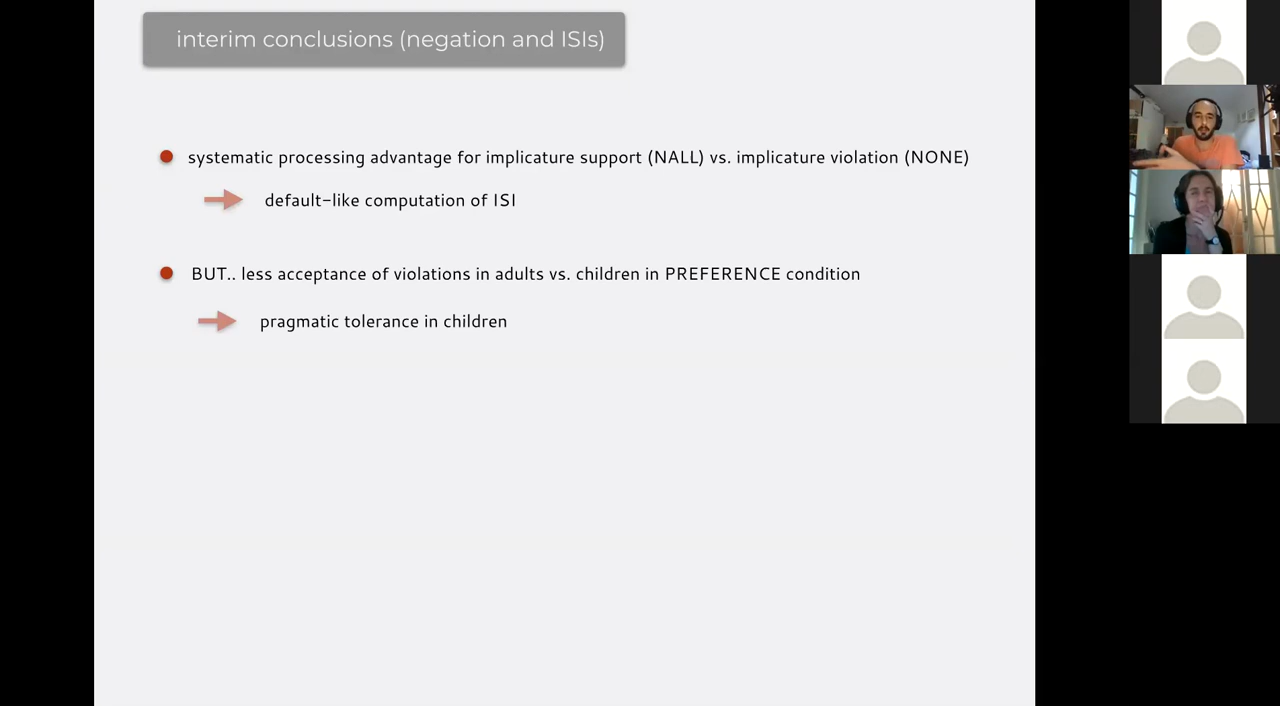 interim conclusions (negation and ISIs)
systematic processing advantage for implicature support (NALL) vs. implicature violation (NONE)
default-like computation of ISI
BUT.. less acceptance of violations in adults vs. children in PREFERENCE condition
pragmatic tolerance in children